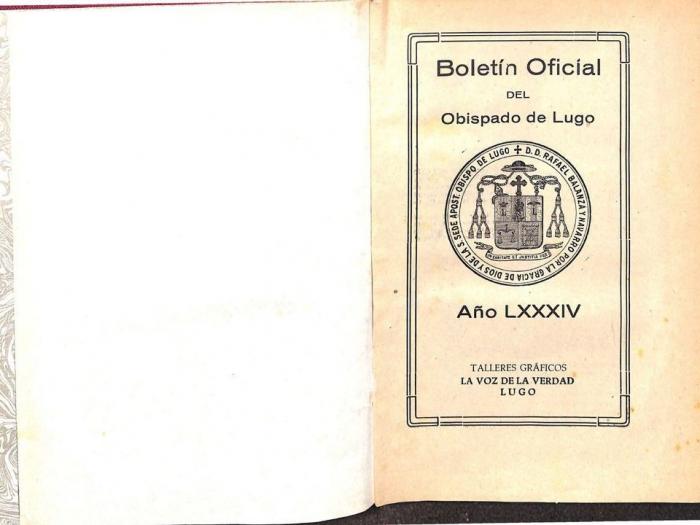 Boletín Oficial
DEL
Obispado de Lugo
✝ D. D. RAFAEL BALANZA Y NAVARRO POR LA GRACIA DE DIOS Y DE LA S. SEDE APOST. OBISPO DE LUGO
Año LXXXIV
TALLERES GRÁFICOS
LA VOZ DE LA VERDAD
LUGO